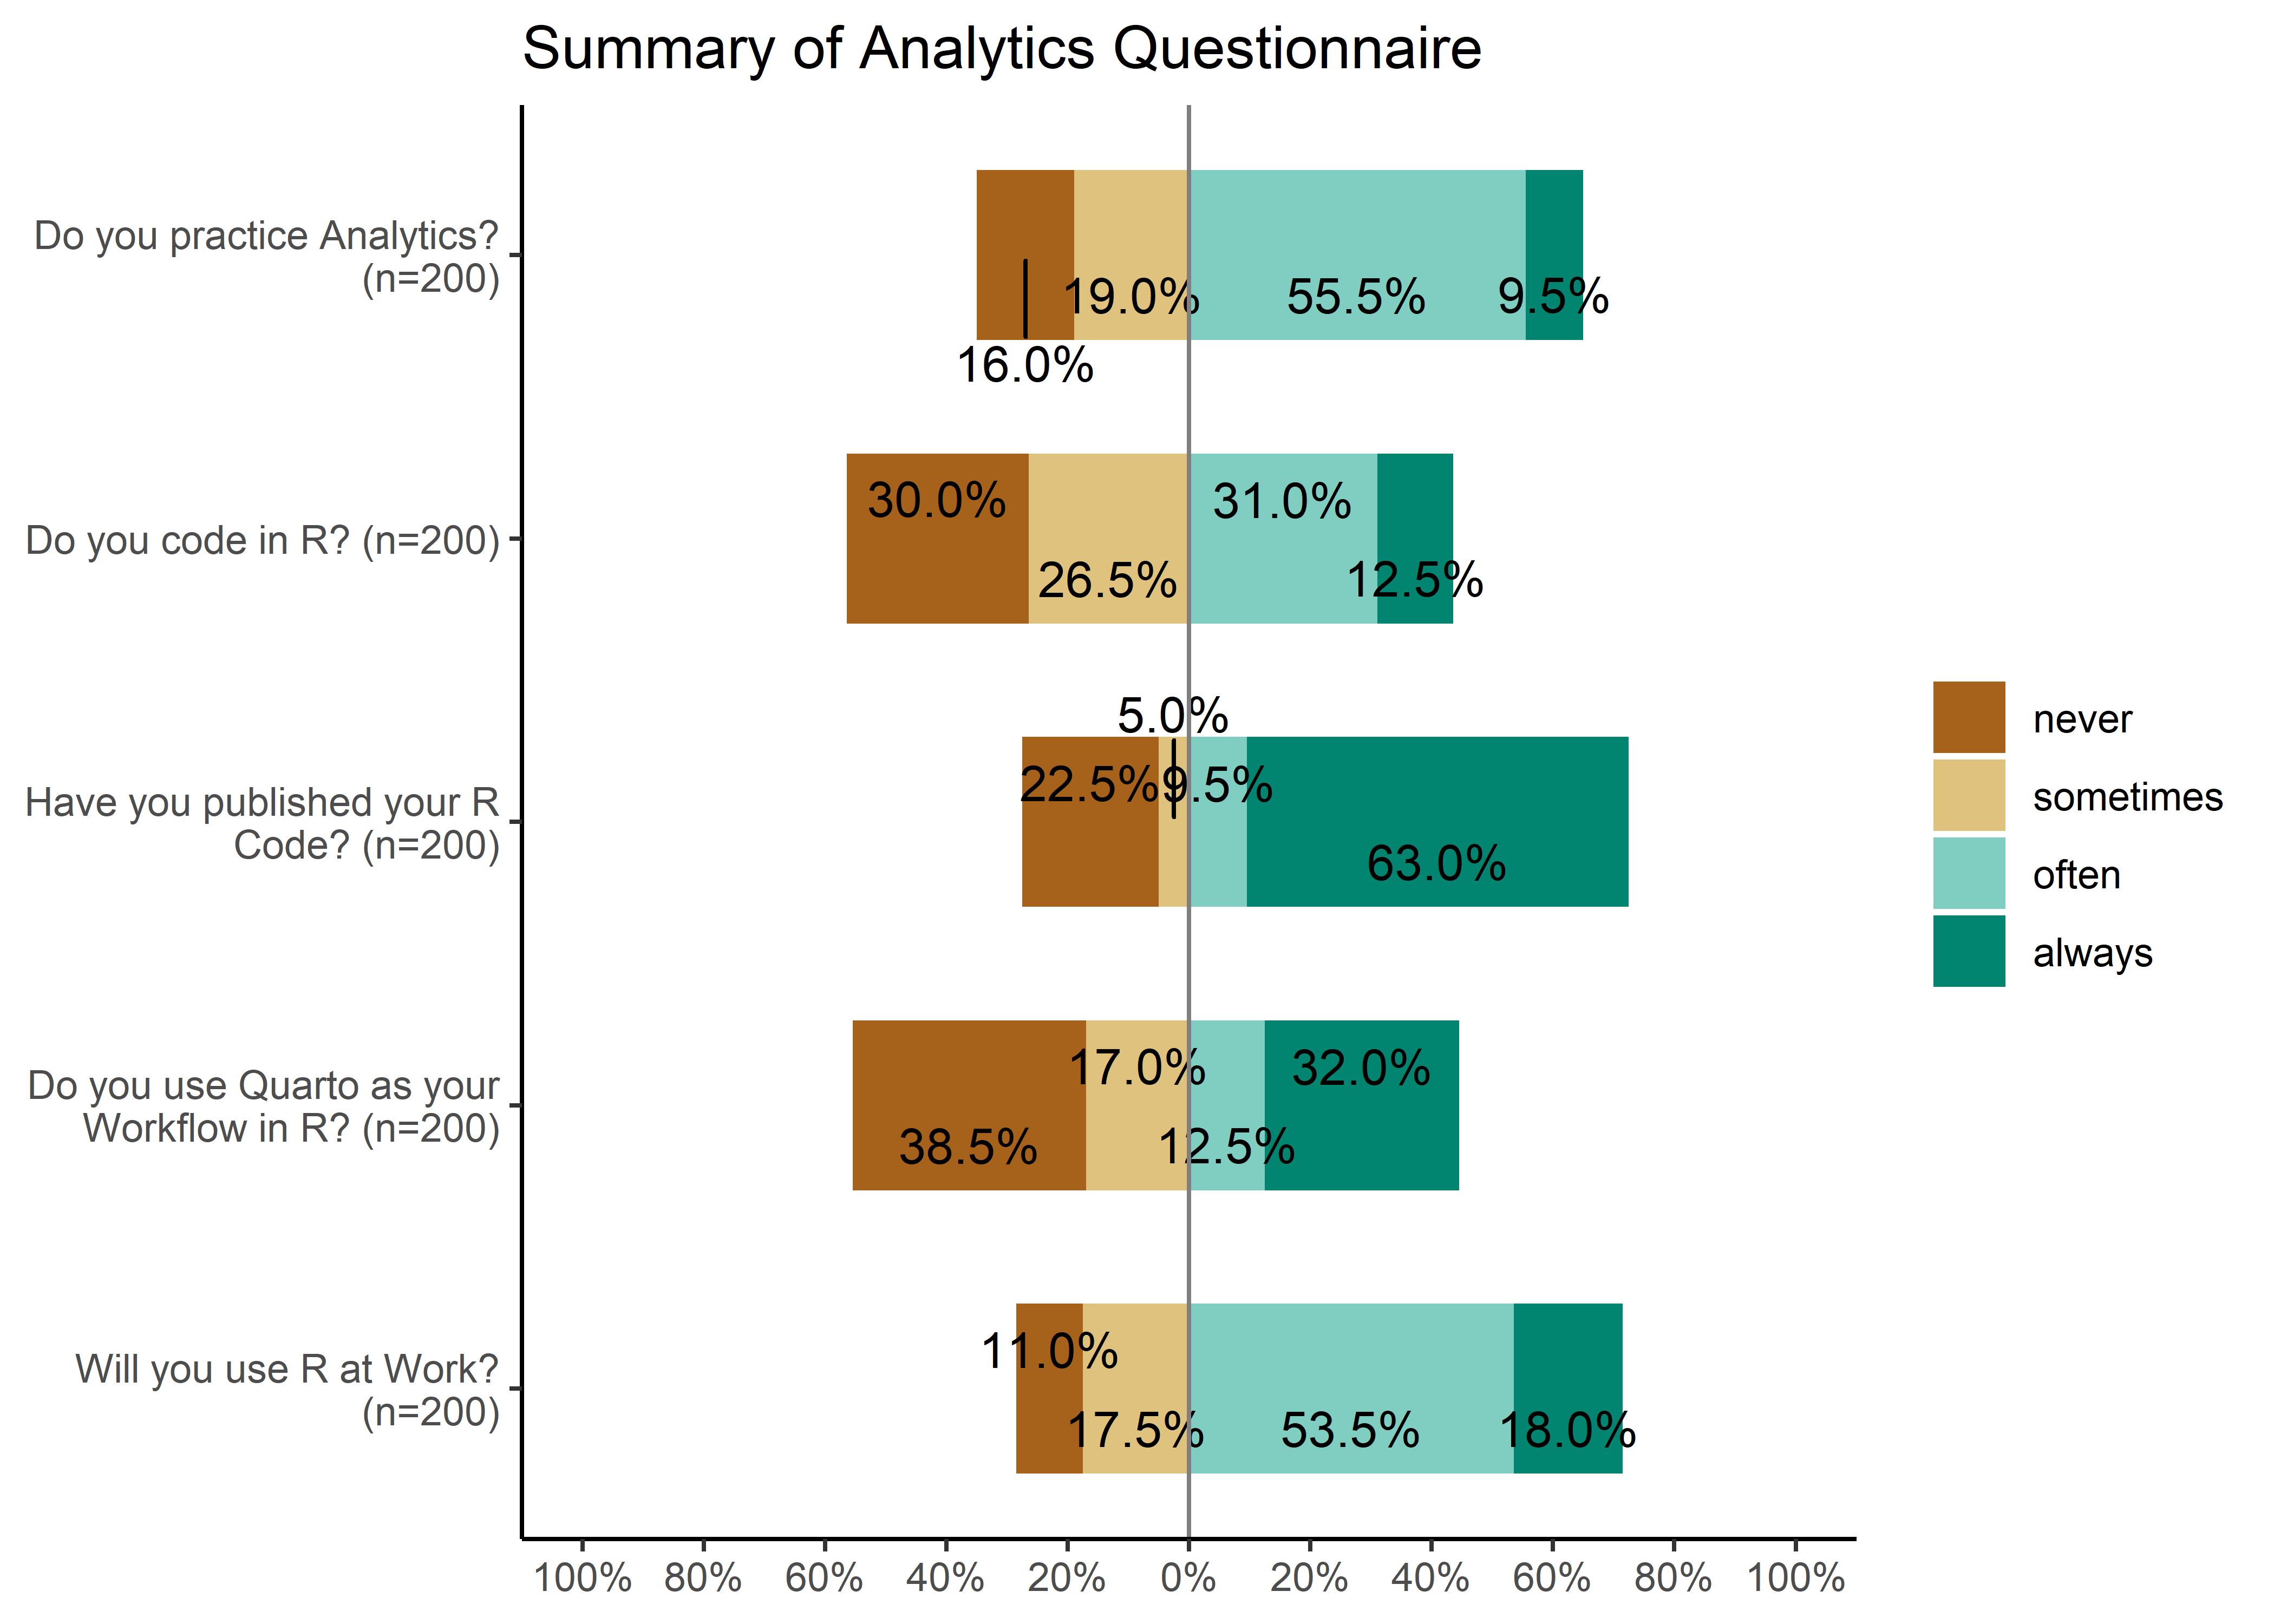 Summary of Analytics Questionnaire
Do you practice Analytics?
(n=200)
16.0%
19.0%
55.5%
9.5%
Do you code in R? (n=200)
30.0%
26.5%
31.0%
12.5%
Have you published your R
Code? (n=200)
22.5%
5.0%
9.5%
63.0%
Do you use Quarto as your
Workflow in R? (n=200)
38.5%
17.0%
12.5%
32.0%
Will you use R at Work?
(n=200)
11.0%
17.5%
53.5%
18.0%
100% 80% 60% 40% 20% 0% 20% 40% 60% 80% 100%
never
sometimes
often
always